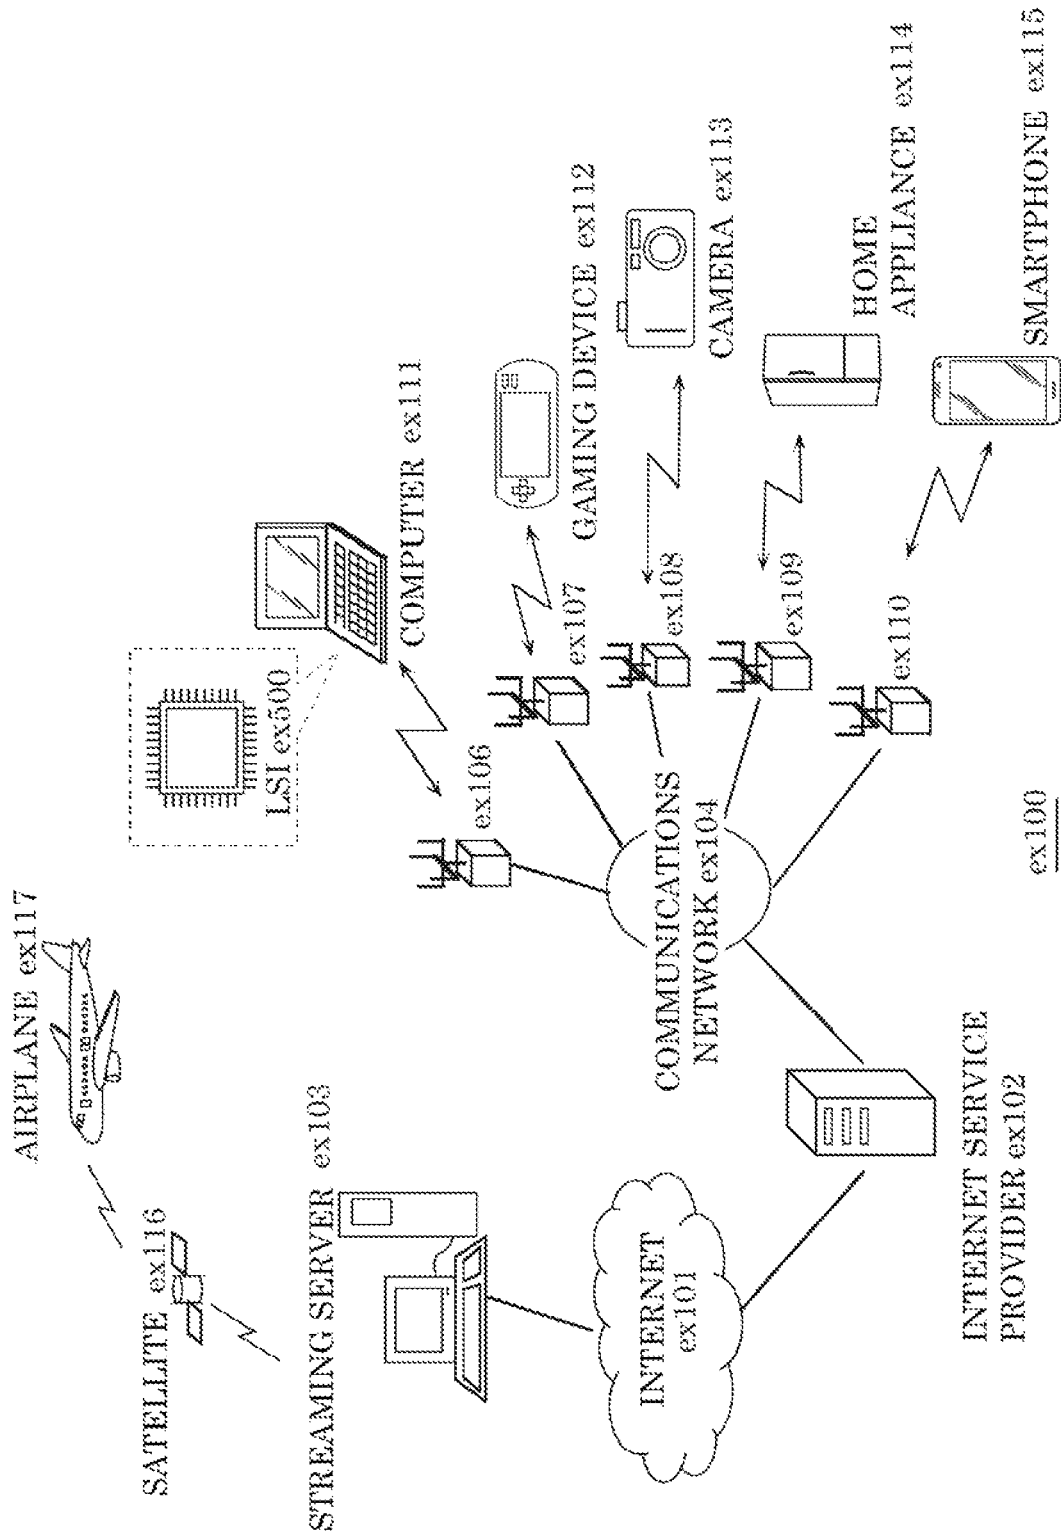 AIRPLANE ex117
SATELLITE ex116
STREAMING SERVER ex103
LSI ex500
COMPUTER ex111
ex106
GAMING DEVICE ex112
ex107
ex108
CAMERA ex113
ex109
HOME
APPLIANCE ex114
ex110
SMARTPHONE ex115
COMMUNICATIONS
NETWORK ex104
INTERNET
ex101
INTERNET SERVICE
PROVIDER ex102
ex100